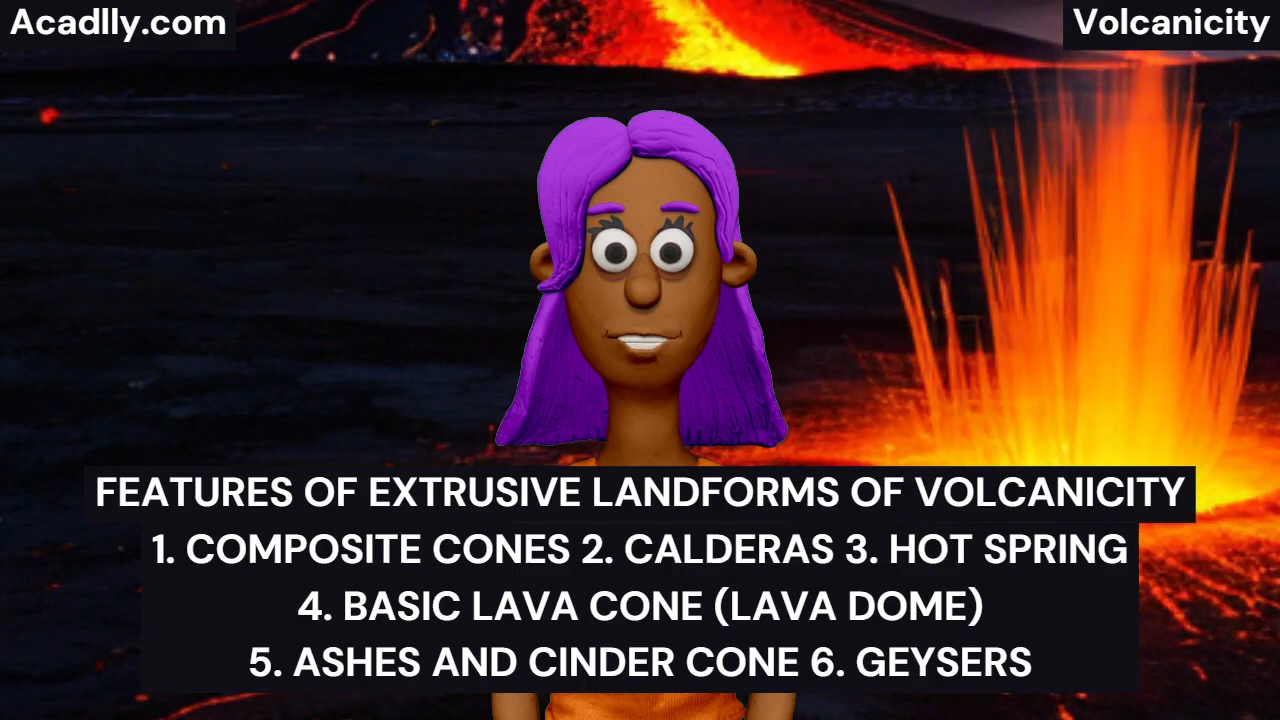 Acadlly.com
Volcanicity
FEATURES OF EXTRUSIVE LANDFORMS OF VOLCANICITY
1. COMPOSITE CONES 2. CALDERAS 3. HOT SPRING
4. BASIC LAVA CONE (LAVA DOME)
5. ASHES AND CINDER CONE 6. GEYSERS